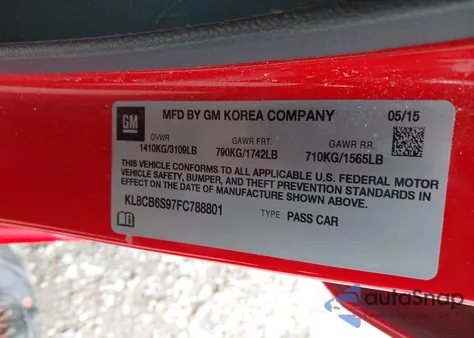 GM
MFD BY GM KOREA COMPANY
05/15
GVWR GAWR FRT GAWR RR.
1410KG/3109LB 790KG/1742LB 710KG/1565LB
THIS VEHICLE CONFORMS TO ALL APPLICABLE U.S. FEDERAL MOTOR
VEHICLE SAFETY, BUMPER, AND THEFT PREVENTION STANDARDS IN
EFFECT ON THE DATE OF MANUFACTURE SHOWN ABOVE.
KL8CB6S97FC788801 TYPE: PASS CAR
autoSnap